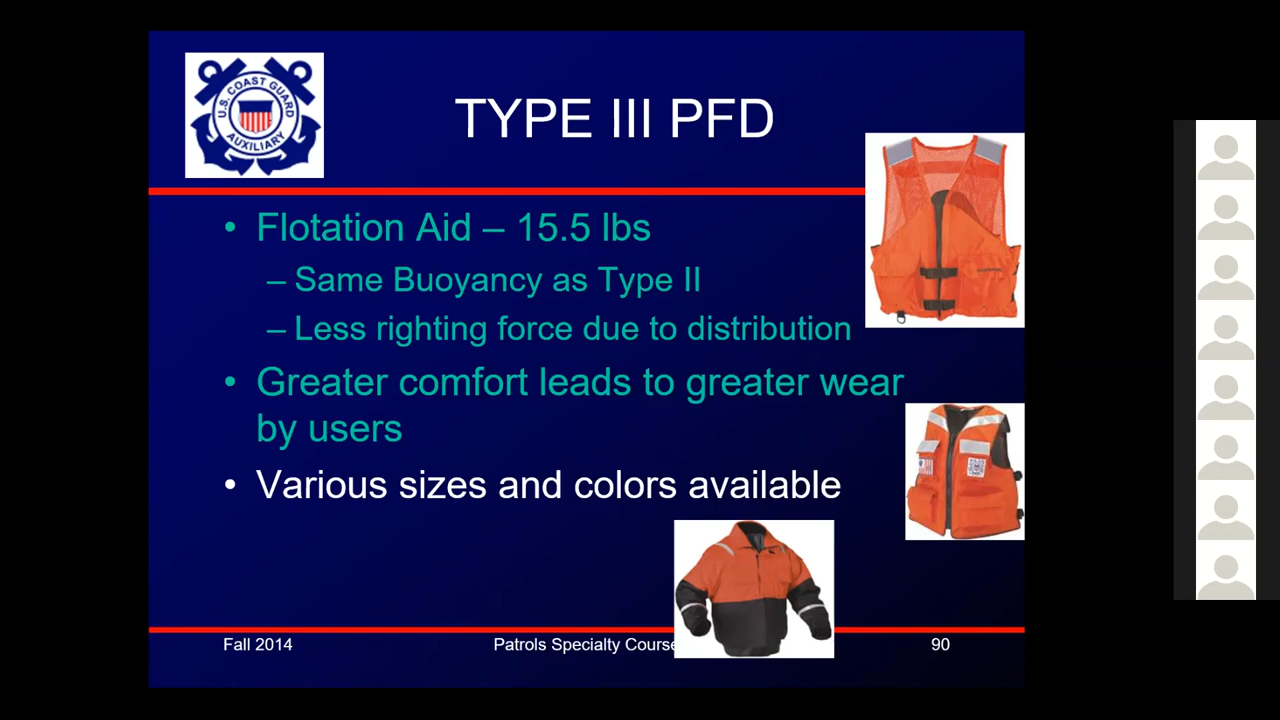 U.S. COAST GUARD
AUXILIARY
TYPE III PFD
• Flotation Aid – 15.5 lbs
– Same Buoyancy as Type II
– Less righting force due to distribution
• Greater comfort leads to greater wear
by users
• Various sizes and colors available
Fall 2014
Patrols Specialty Course
90